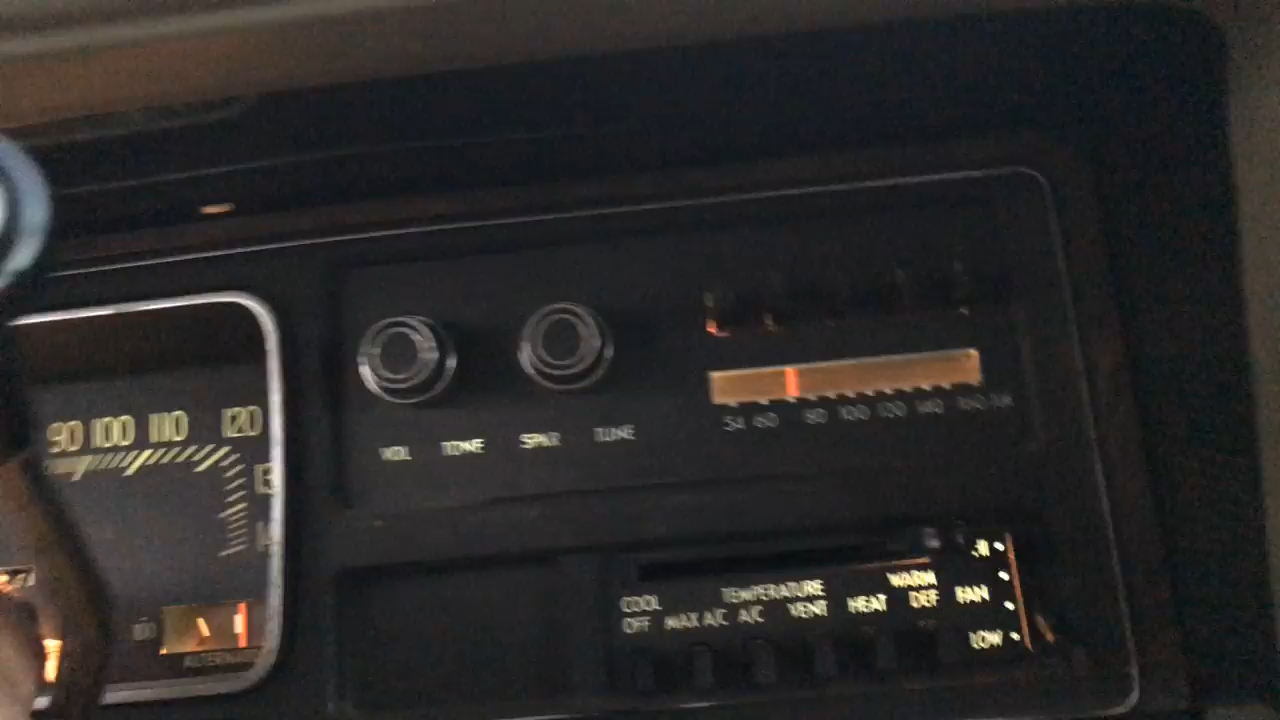 90 100 110 120
VOL TONE SPKR TUNE
54 60 80 100 120 140 160
COOL TEMPERATURE WARM
OFF MAX A/C A/C VENT HEAT DEF FAN
LOW